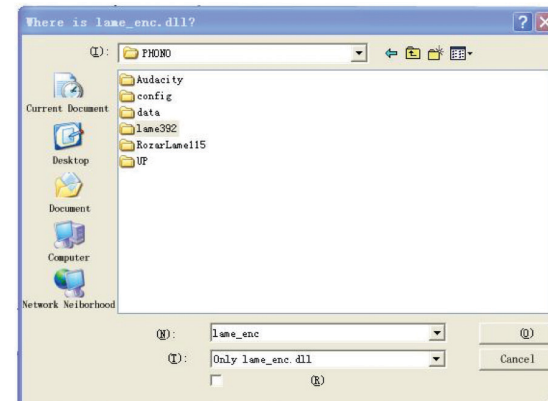 Where is lame_enc.dll?
(I):
PHONO
Audacity
config
data
lame392
RozarLame115
UP
Current Document
Desktop
Document
Computer
Network Neiborhood
(N):
lame_enc
(O)
(T):
Only lame_enc.dll
Cancel
(R)